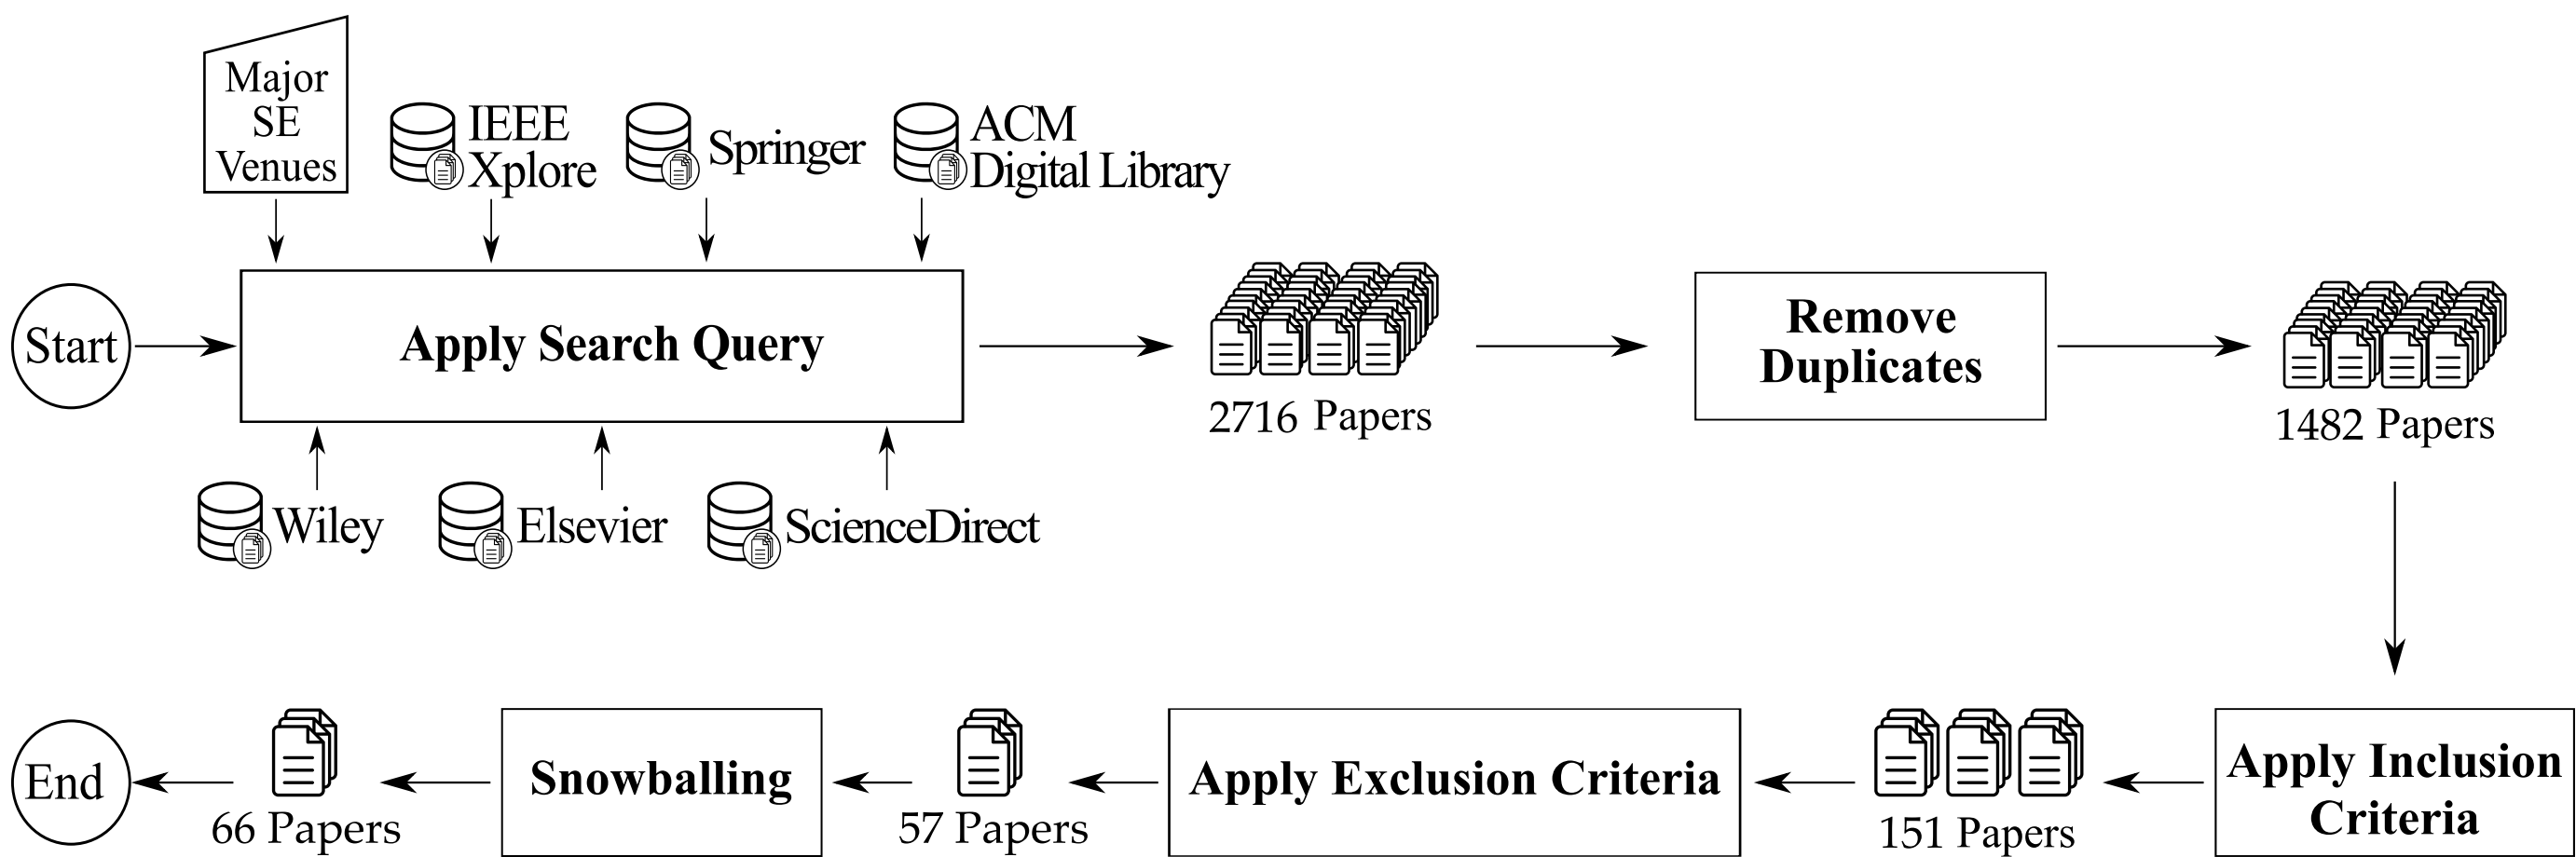 Major
SE
Venues
IEEE
Xplore
Springer
ACM
Digital Library
Start
Apply Search Query
2716 Papers
Remove
Duplicates
1482 Papers
Wiley
Elsevier
ScienceDirect
Apply Inclusion
Criteria
151 Papers
Apply Exclusion Criteria
57 Papers
Snowballing
66 Papers
End